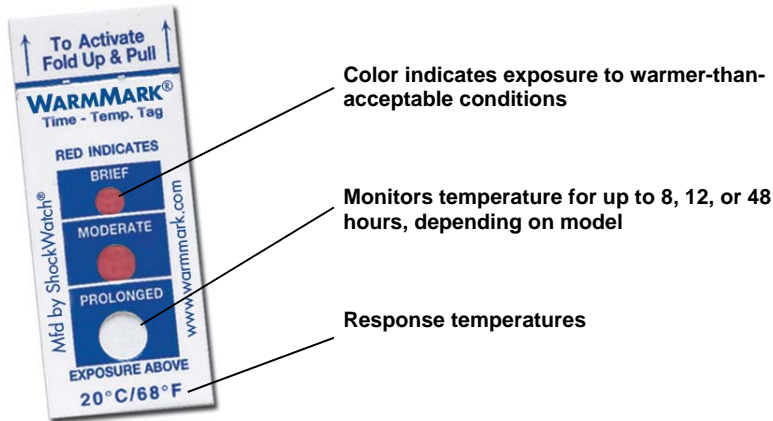 To Activate
Fold Up & Pull
WARMMARK®
Time - Temp. Tag
RED INDICATES
BRIEF
MODERATE
PROLONGED
EXPOSURE ABOVE
20°C/68°F
Mfd by ShockWatch®
www.warmmark.com
Color indicates exposure to warmer-than-
acceptable conditions
Monitors temperature for up to 8, 12, or 48
hours, depending on model
Response temperatures